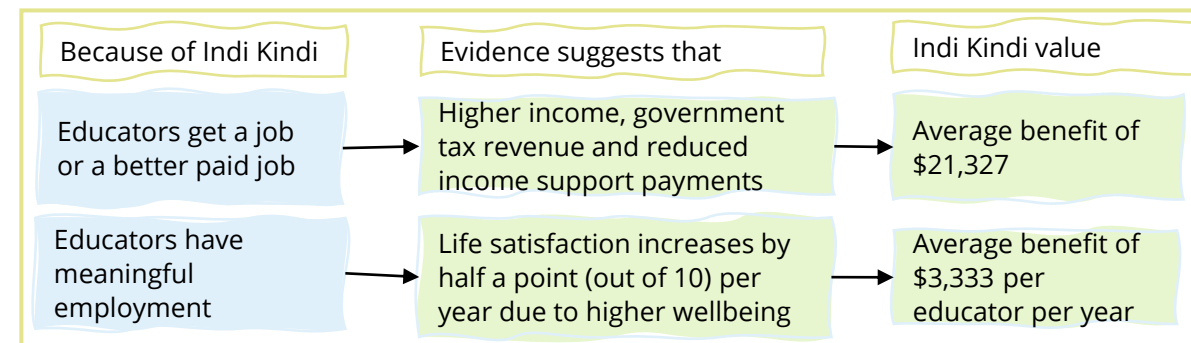 Because of Indi Kindi
Evidence suggests that
Indi Kindi value
Educators get a job
or a better paid job
Higher income, government
tax revenue and reduced
income support payments
Average benefit of
$21,327
Educators have
meaningful
employment
Life satisfaction increases by
half a point (out of 10) per
year due to higher wellbeing
Average benefit of
$3,333 per
educator per year